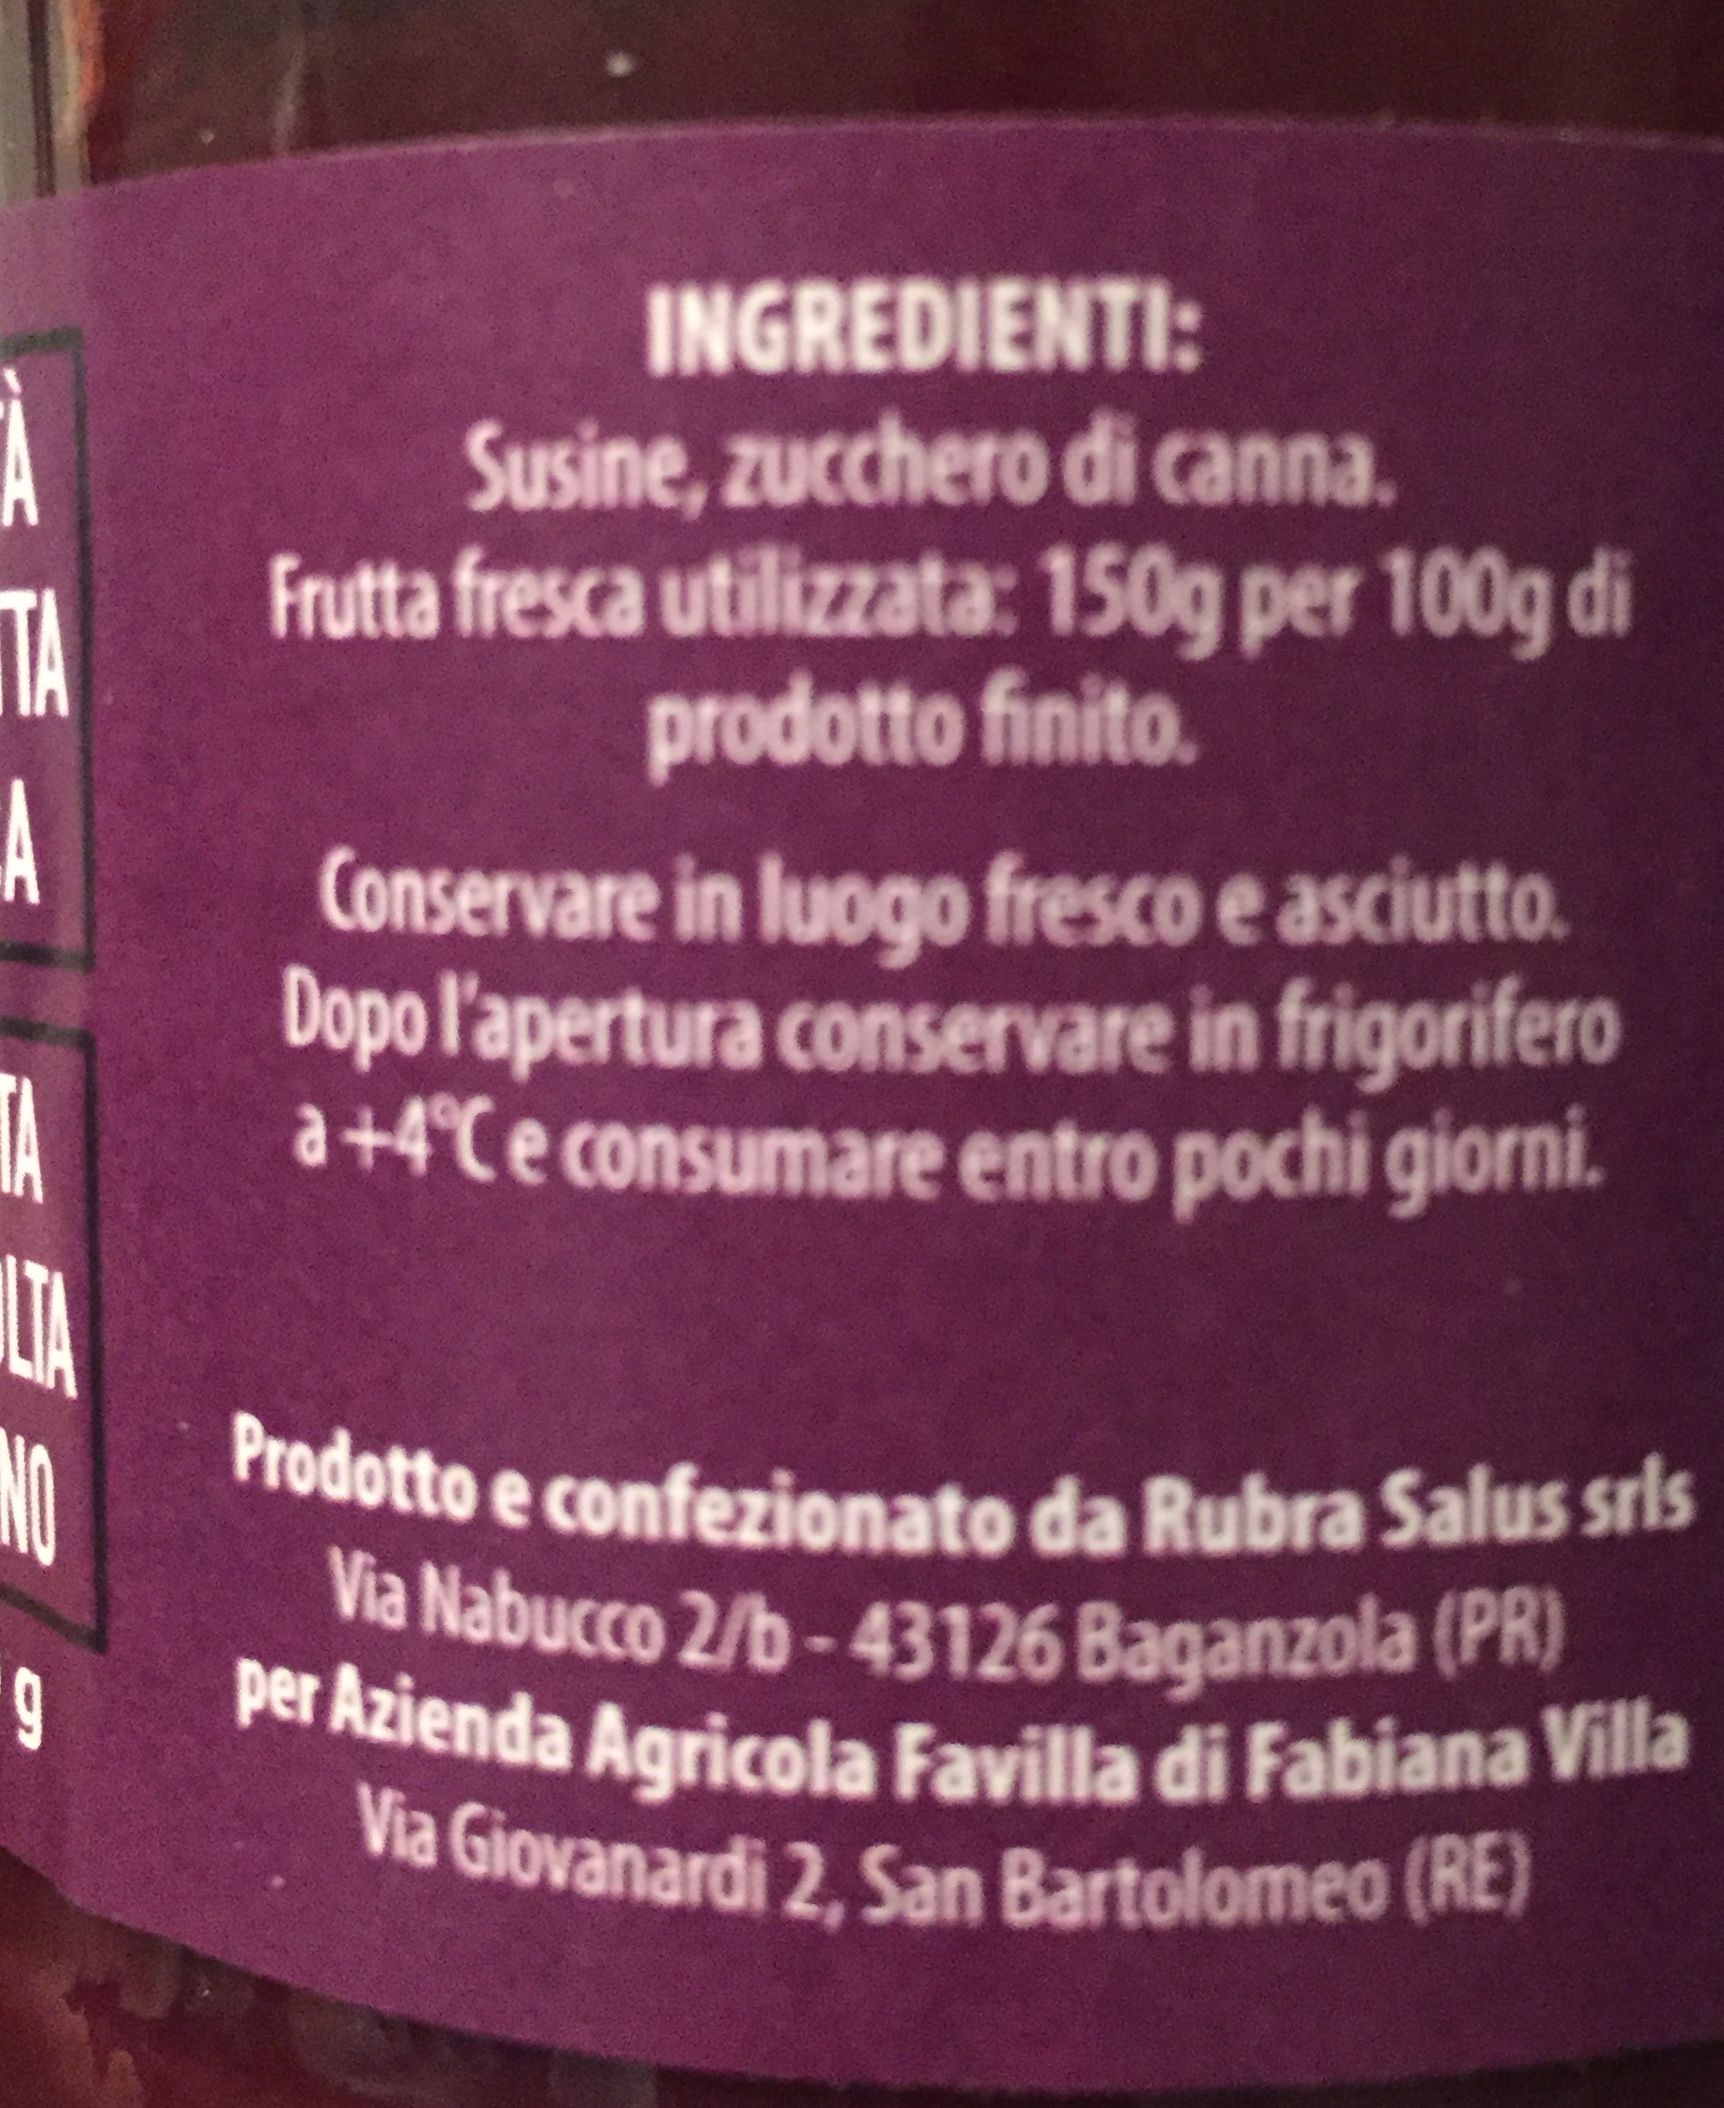 INGREDIENTI:
Susine, zucchero di canna.
Frutta fresca utilizzata: 150g per 100g di
prodotto finito.
Conservare in luogo fresco e asciutto.
Dopo l'apertura conservare in frigorifero
a +4°C e consumare entro pochi giorni.
Prodotto e confezionato da Rubra Salus srls
Via Nabucco 2/b - 43126 Baganzola (PR)
per Azienda Agricola Favilla di Fabiana Villa
Via Giovanardi 2, San Bartolomeo (RE)
g